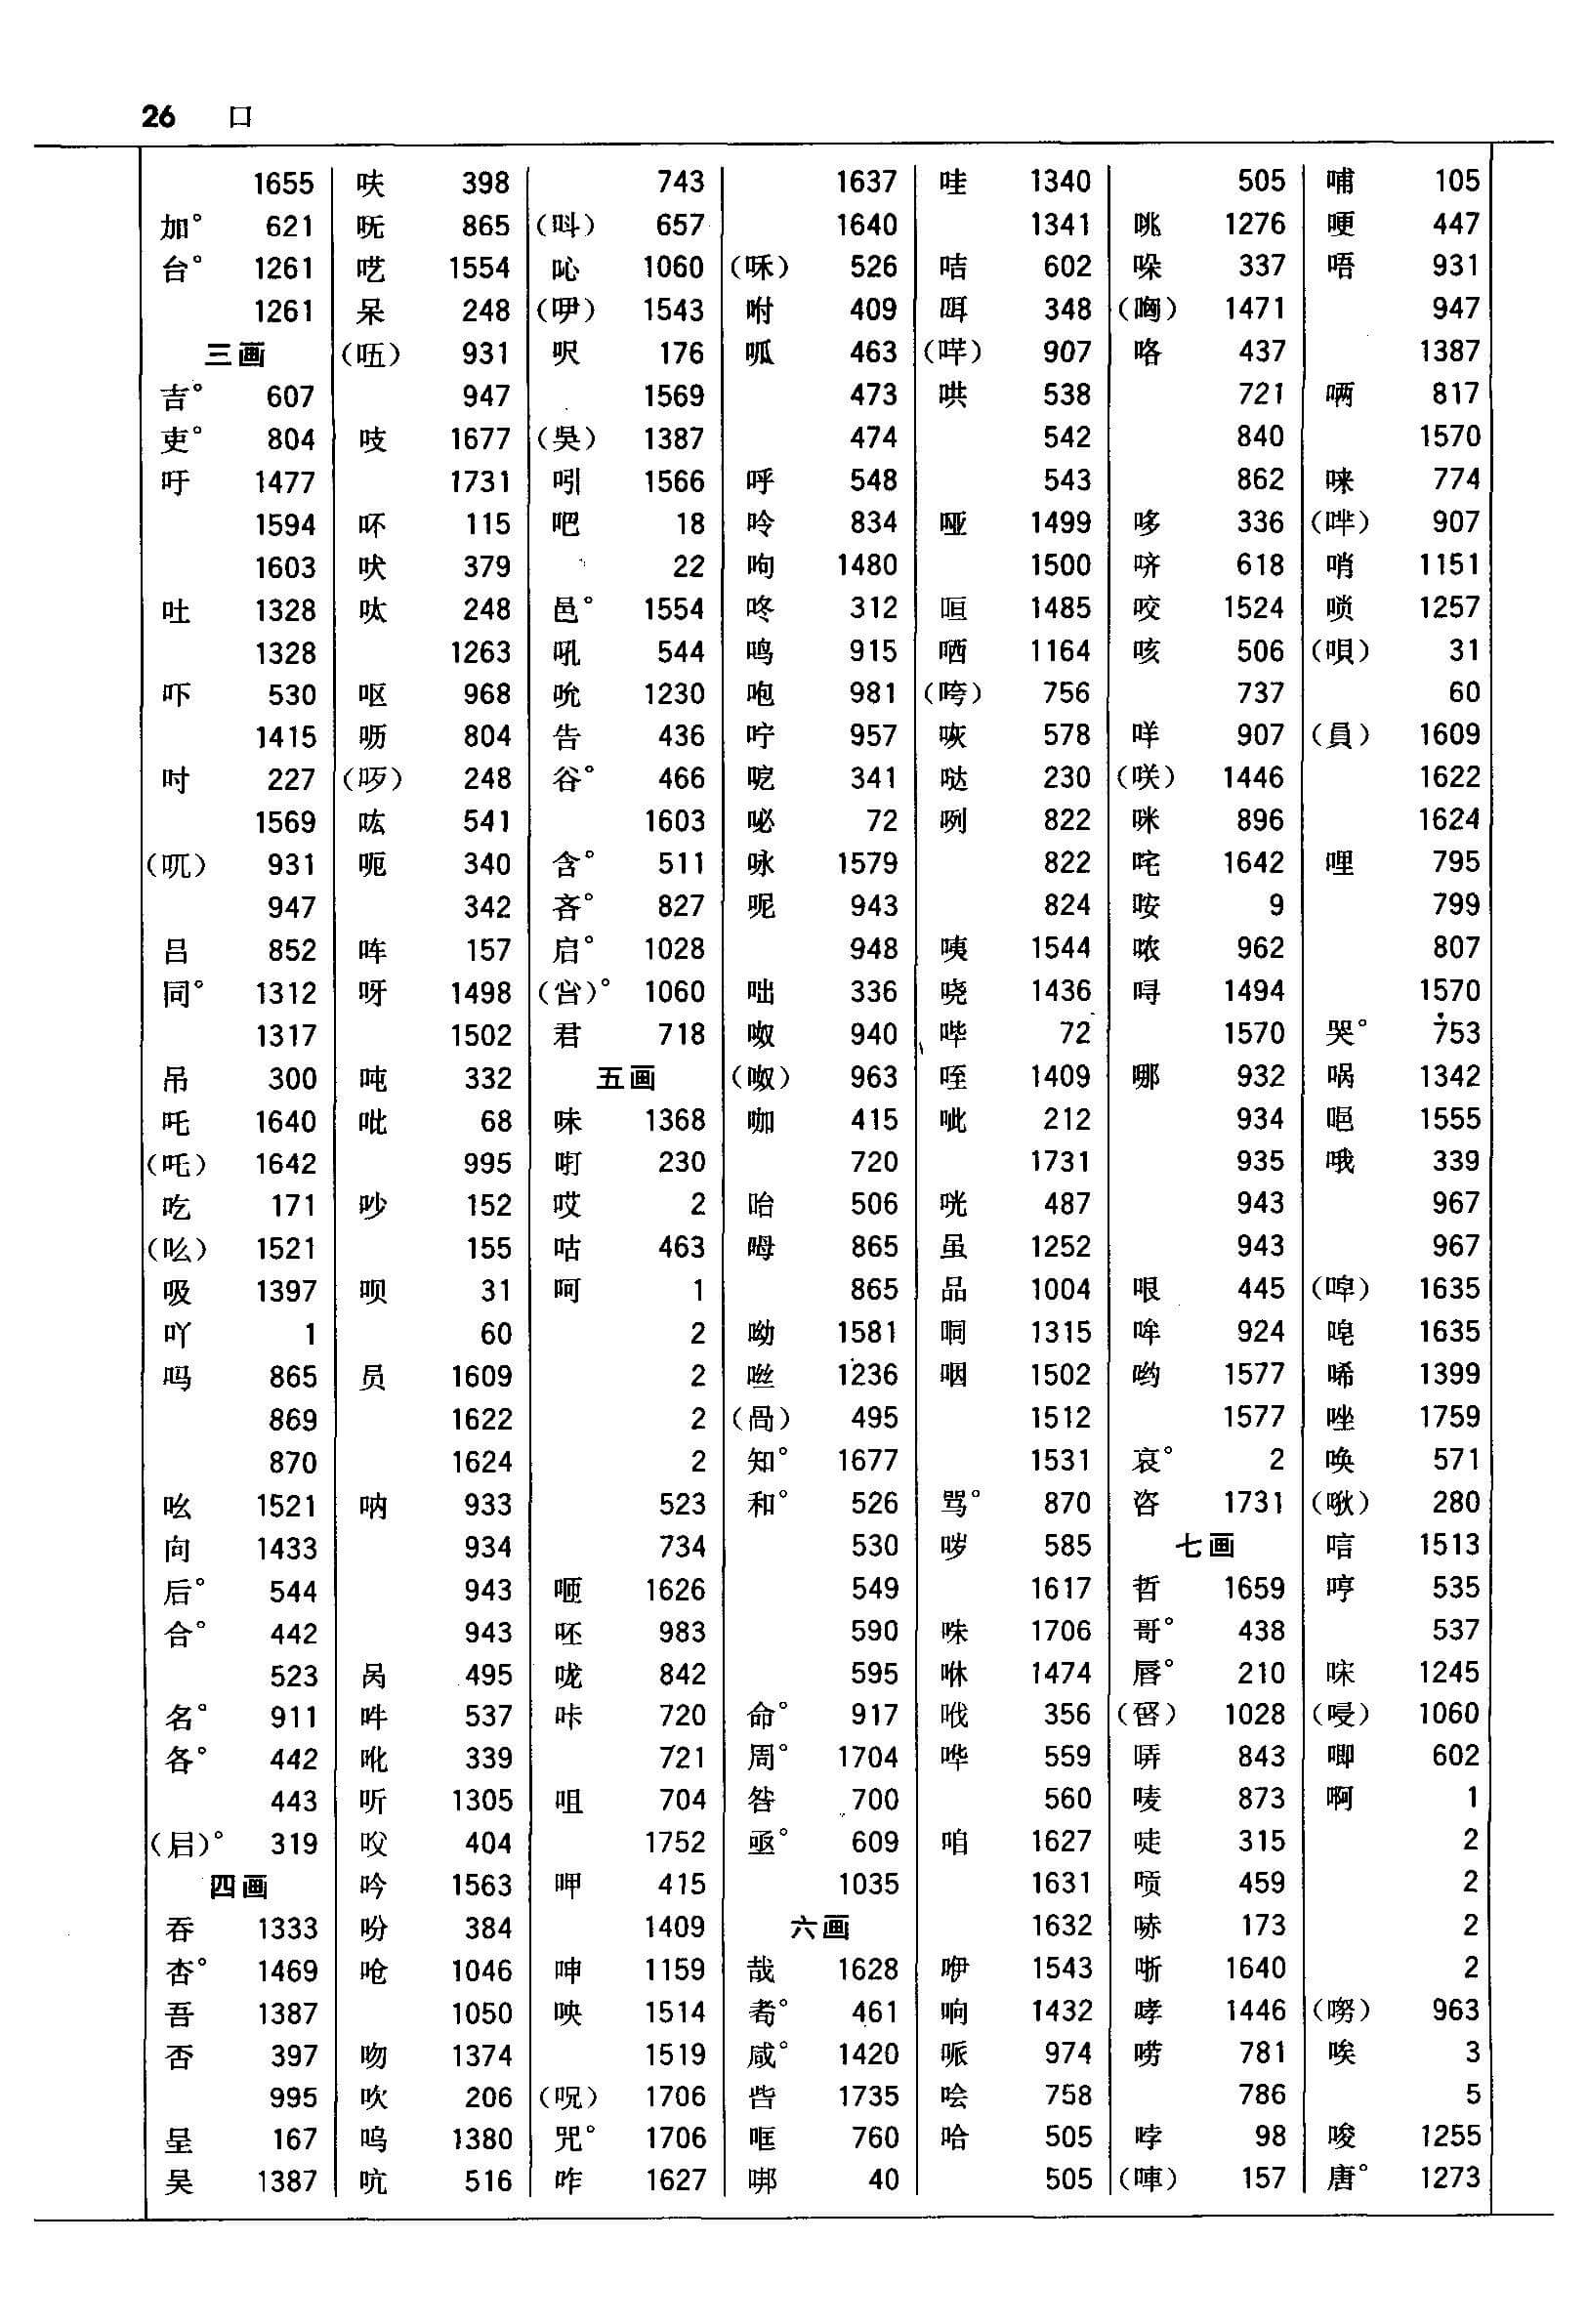 26 口
1655
加° 621
台° 1261
1261
三画
吉° 607
吏° 804
吁 1477
1594
1603
吐 1328
1328
吓 530
1415
吋 227
1569
(吼) 931
947
吕 852
同° 1312
1317
吊 300
吒 1640
(吒) 1642
吃 171
(吆) 1521
吸 1397
吖 1
吗 865
869
870
吆 1521
向 1433
后° 544
合° 442
523
名° 911
各° 442
443
319
四画
吞 1333
杏° 1469
吾 1387
否 397
995
呈 167
吴 1387
呋 398
呒 865
呓 1554
呆 248
(㕶) 931
947
吱 1677
1731
吥 115
吠 379
呔 248
1263
呕 968
呖 804
(㖇) 248
吰 541
呃 340
342
𠯟 157
呀 1498
1502
吨 332
吡 68
995
吵 152
155
呗 31
60
员 1609
1622
1624
呐 933
934
943
943
呙 495
吽 537
吪 339
听 1305
㕮 404
吟 1563
吩 384
呛 1046
1050
吻 1374
吹 206
呜 1380
吭 516
743
(呌) 657
吣 1060
(吚) 1543
呎 176
1569
(吳) 1387
吲 1566
吧 18
22
邑° 1554
吼 544
吮 1230
告 436
谷° 466
1603
含° 511
吝° 827
启° 1028
1060
君 718
五画
味 1368
𠯋 230
哎 2
咕 463
呵 1
2
2
2
2
523
734
咂 1626
呸 983
咙 842
咔 720
721
咀 704
1752
呷 415
1409
呻 1159
咉 1514
1519
(呪) 1706
咒° 1706
咋 1627
1637
1640
(咊) 526
咐 409
呱 463
473
474
呼 548
呤 834
呴 1480
咚 312
鸣 915
咆 981
咛 957
呝 341
咇 72
咏 1579
呢 943
948
咄 336
呶 940
(呶) 963
咖 415
720
咍 506
呣 865
865
呦 1581
咝 1236
(咼) 495
知° 1677
和° 526
530
549
590
595
命° 917
周° 1704
咎 700
亟° 609
1035
六画
哉 1628
耇° 461
咸° 1420
呰 1735
哐 760
哪 40
哇 1340
1341
咭 602
咡 348
(哶) 907
哄 538
542
543
哑 1499
1500
咺 1485
哂 1164
(咵) 756
咴 578
哒 230
咧 822
822
824
咦 1544
哓 1436
哔 72
咥 1409
呲 212
1731
咣 487
虽 1252
品 1004
哃 1315
咽 1502
1512
1531
骂° 870
哕 585
1617
咮 1706
咻 1474
哦 356
哗 559
560
咱 1627
1631
1632
咿 1543
响 1432
哌 974
哙 758
哈 505
505
505
咷 1276
哚 337
(哅) 1471
咯 437
721
840
862
哆 336
哜 618
咬 1524
咳 506
737
咩 907
(咲) 1446
咪 896
咤 1642
咹 9
哝 962
哷 1494
1570
哪 932
934
935
943
943
哏 445
哞 924
哟 1577
1577
哀° 2
咨 1731
七画
哲 1659
哥° 438
唇° 210
(唘) 1028
哢 843
唛 873
唗 315
唝 459
哧 173
哳 1640
哮 1446
唠 781
786
哱 98
(唓) 157
哺 105
哽 447
唔 931
947
1387
唡 817
1570
唻 774
(哶) 907
哨 1151
唢 1257
(唄) 31
60
(員) 1609
1622
1624
哩 795
799
807
1570
哭° 753
㖞 1342
唈 1555
哦 339
967
967
(唕) 1635
唣 1635
唏 1399
唑 1759
唤 571
(啾) 280
唁 1513
哼 535
537
咪 1245
(唚) 1060
唧 602
啊 1
2
2
2
2
(唠) 963
唉 3
5
唆 1255
唐° 1273